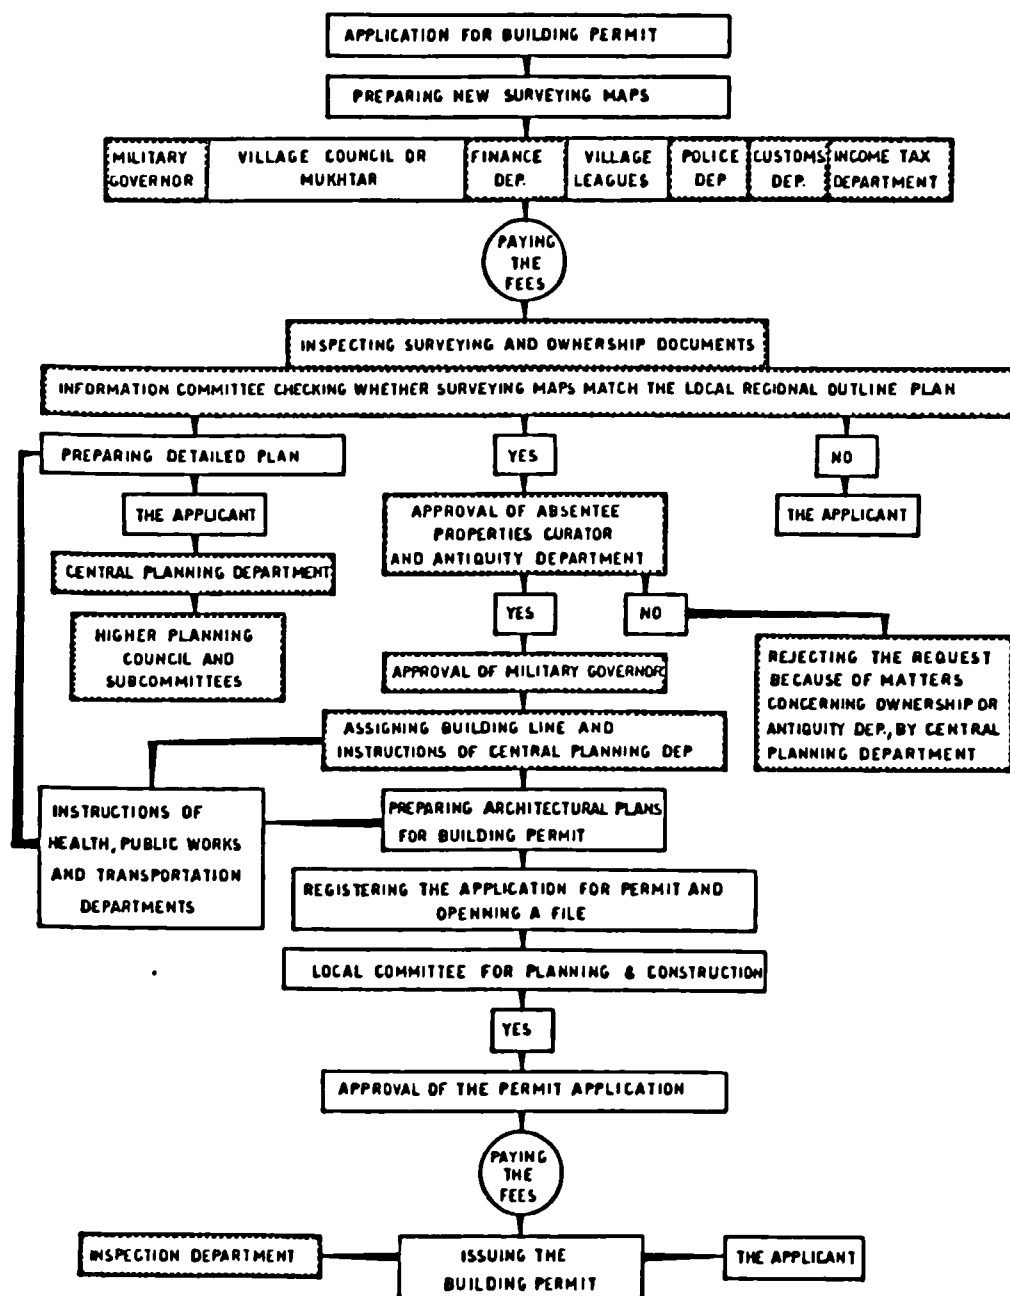 APPLICATION FOR BUILDING PERMIT
PREPARING NEW SURVEYING MAPS
MILITARY
GOVERNOR
VILLAGE COUNCIL OR
MUKHTAR
FINANCE
DEP.
VILLAGE
LEAGUES
POLICE
DEP
CUSTOMS
DEP.
INCOME TAX
DEPARTMENT
PAYING
THE
FEES
INSPECTING SURVEYING AND OWNERSHIP DOCUMENTS
INFORMATION COMMITTEE CHECKING WHETHER SURVEYING MAPS MATCH THE LOCAL REGIONAL OUTLINE PLAN
PREPARING DETAILED PLAN
YES
NO
THE APPLICANT
APPROVAL OF ABSENTEE
PROPERTIES CURATOR
AND ANTIQUITY DEPARTMENT
THE APPLICANT
CENTRAL PLANNING DEPARTMENT
YES
NO
HIGHER PLANNING
COUNCIL AND
SUBCOMMITTEES
APPROVAL OF MILITARY GOVERNOR
REJECTING THE REQUEST
BECAUSE OF MATTERS
CONCERNING OWNERSHIP OR
ANTIQUITY DEP., BY CENTRAL
PLANNING DEPARTMENT
ASSIGNING BUILDING LINE AND
INSTRUCTIONS OF CENTRAL PLANNING DEP
INSTRUCTIONS OF
HEALTH, PUBLIC WORKS
AND TRANSPORTATION
DEPARTMENTS
PREPARING ARCHITECTURAL PLANS
FOR BUILDING PERMIT
REGISTERING THE APPLICATION FOR PERMIT AND
OPENNING A FILE
LOCAL COMMITTEE FOR PLANNING & CONSTRUCTION
YES
APPROVAL OF THE PERMIT APPLICATION
PAYING
THE
FEES
INSPECTION DEPARTMENT
ISSUING THE
BUILDING PERMIT
THE APPLICANT